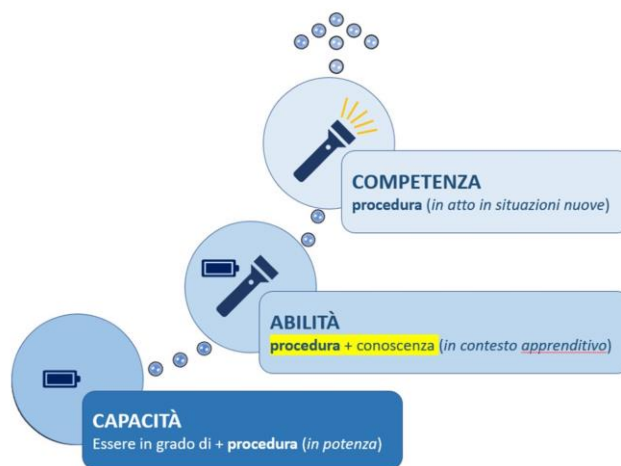 COMPETENZA
procedura (in atto in situazioni nuove)
ABILITÀ
procedura + conoscenza (in contesto apprenditivo)
CAPACITÀ
Essere in grado di + procedura (in potenza)